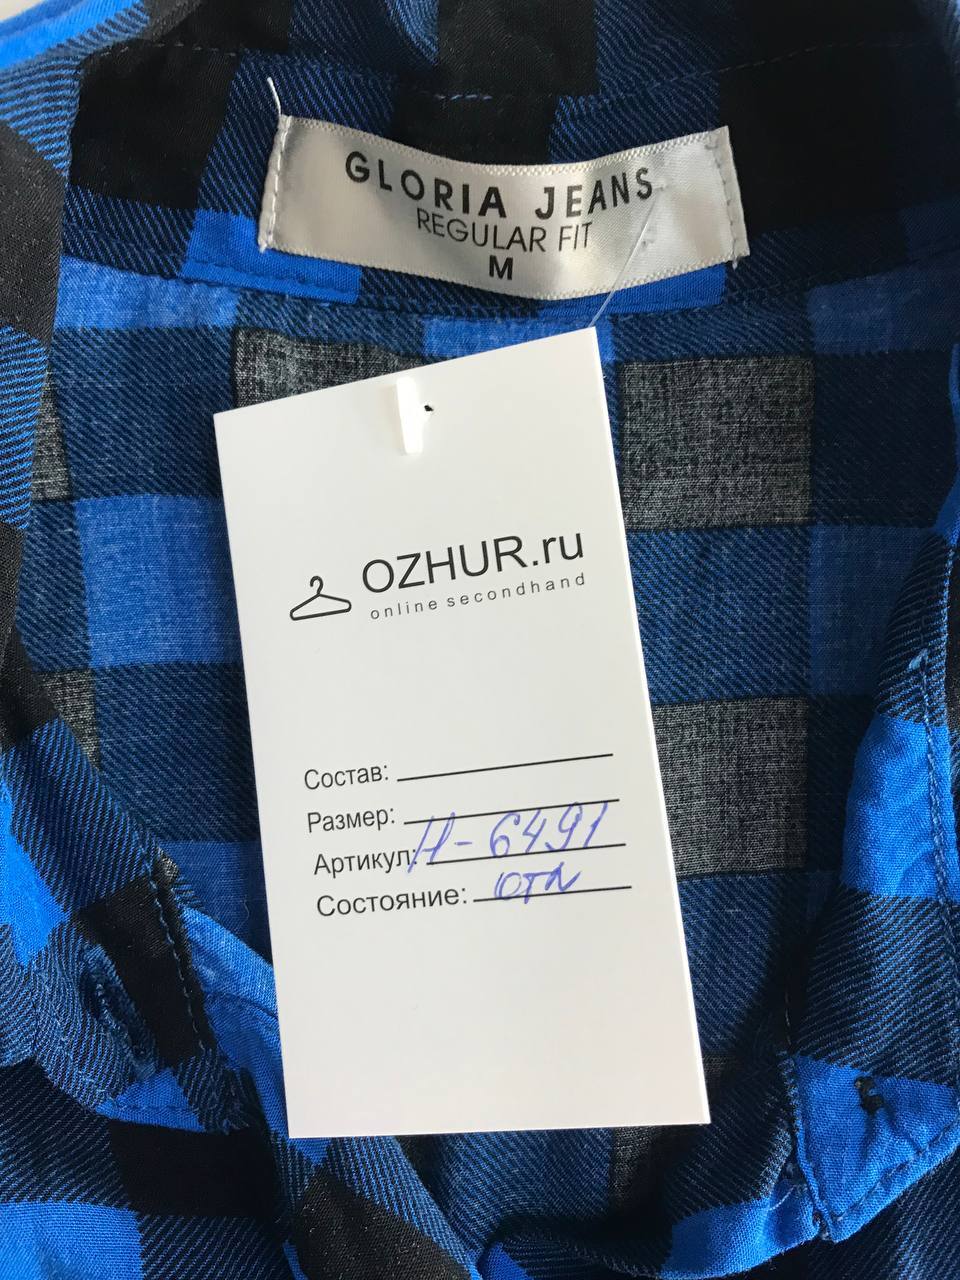 GLORIA JEANS
REGULAR FIT
M
OZHUR.ru
online secondhand
Состав:
Размер:
Артикул: Н-6491
Состояние: отл